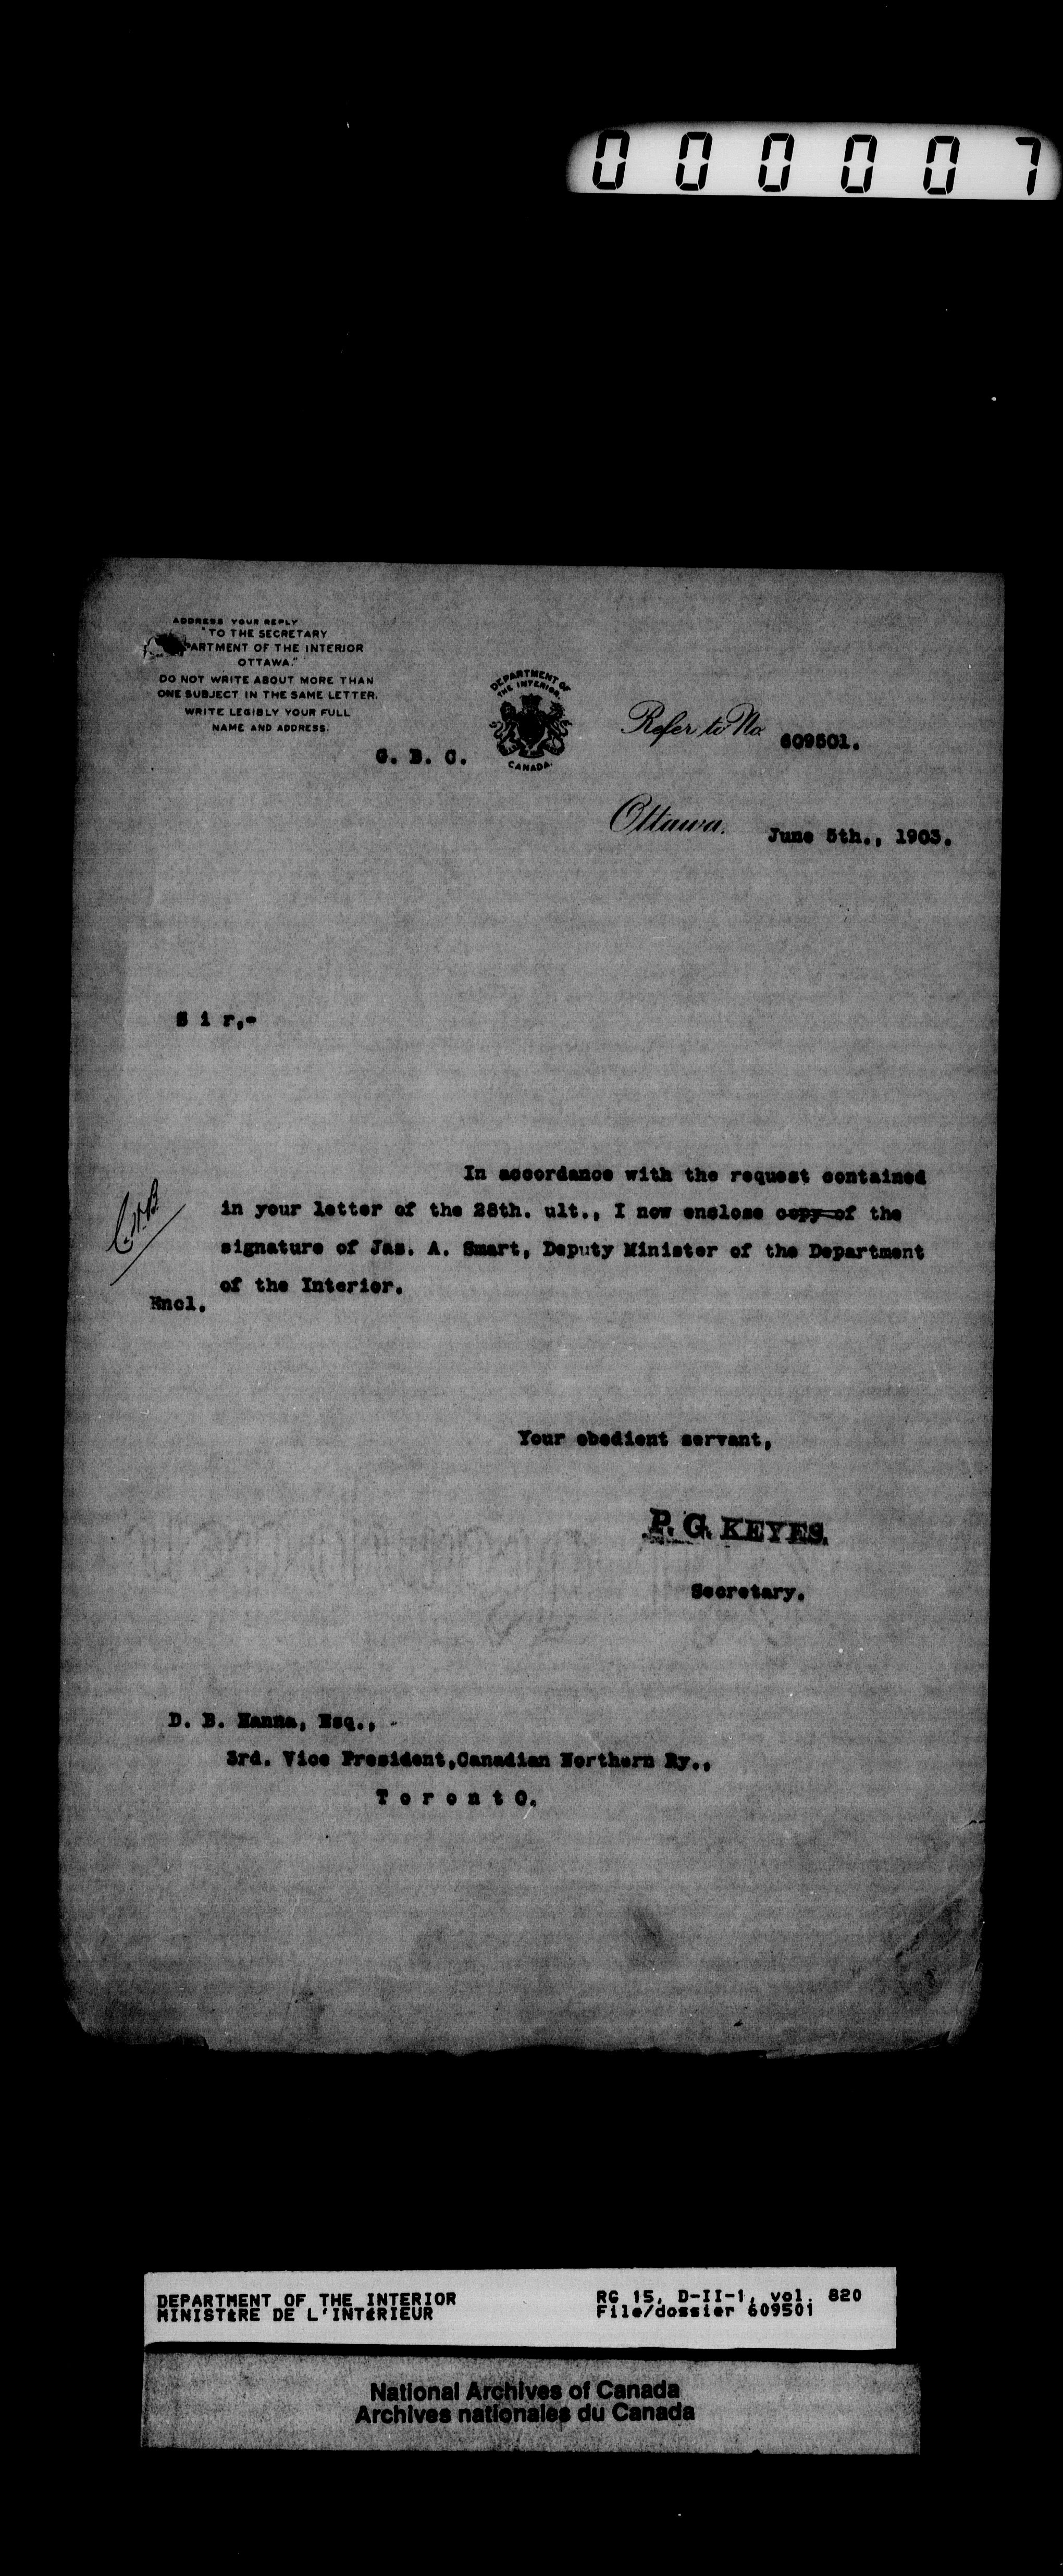 000007
ADDRESS YOUR REPLY
"TO THE SECRETARY
PARTMENT OF THE INTERIOR
OTTAWA."
DO NOT WRITE ABOUT MORE THAN
ONE SUBJECT IN THE SAME LETTER.
WRITE LEGIBLY YOUR FULL
NAME AND ADDRESS.
G. B. C.
DEPARTMENT OF
THE INTERIOR.
CANADA.
Refer to No 609501.
Ottawa. June 5th., 1903.
S i r,-
In accordance with the request contained
in your letter of the 28th. ult., I now enclose copy of the
signature of Jas. A. Smart, Deputy Minister of the Department
of the Interior.
Encl.
Your obedient servant,
P. G. KEYES.
Secretary.
D. B. Hanna, Esq.,
3rd. Vice President,Canadian Northern Ry.,
T o r o n t O.
DEPARTMENT OF THE INTERIOR
MINISTÈRE DE L'INTÉRIEUR
RG 15, D-II-1, vol. 820
File/dossier 609501
National Archives of Canada
Archives nationales du Canada